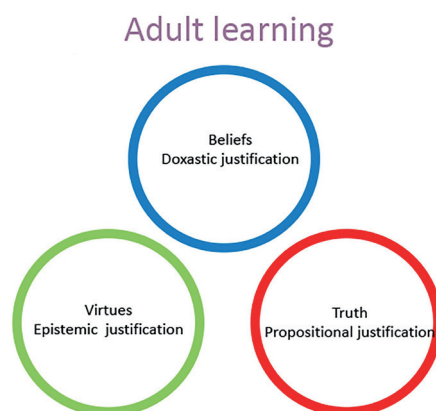 Adult learning
Beliefs
Doxastic justification
Virtues
Epistemic  justification
Truth
Propositional justification